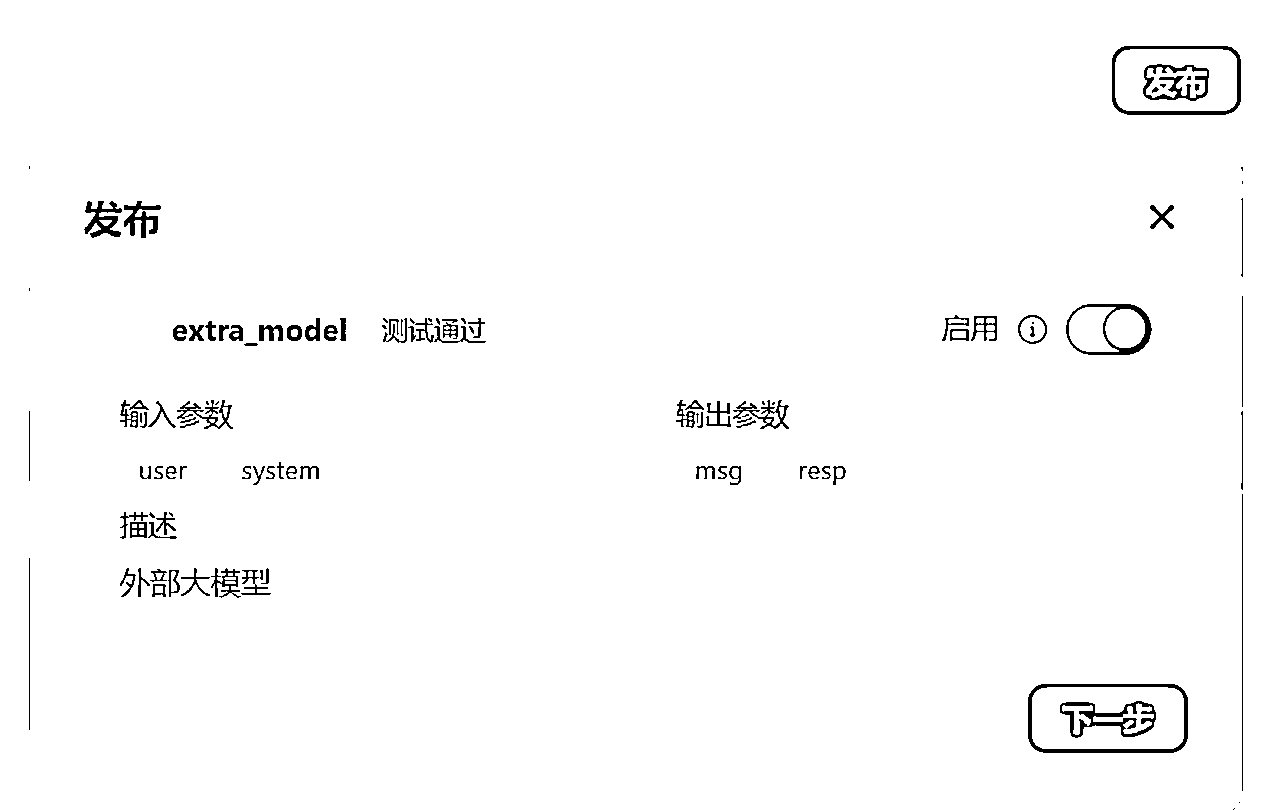 发布
发布
extra_model 测试通过 启用
输入参数 输出参数
user system msg resp
描述
外部大模型
下一步